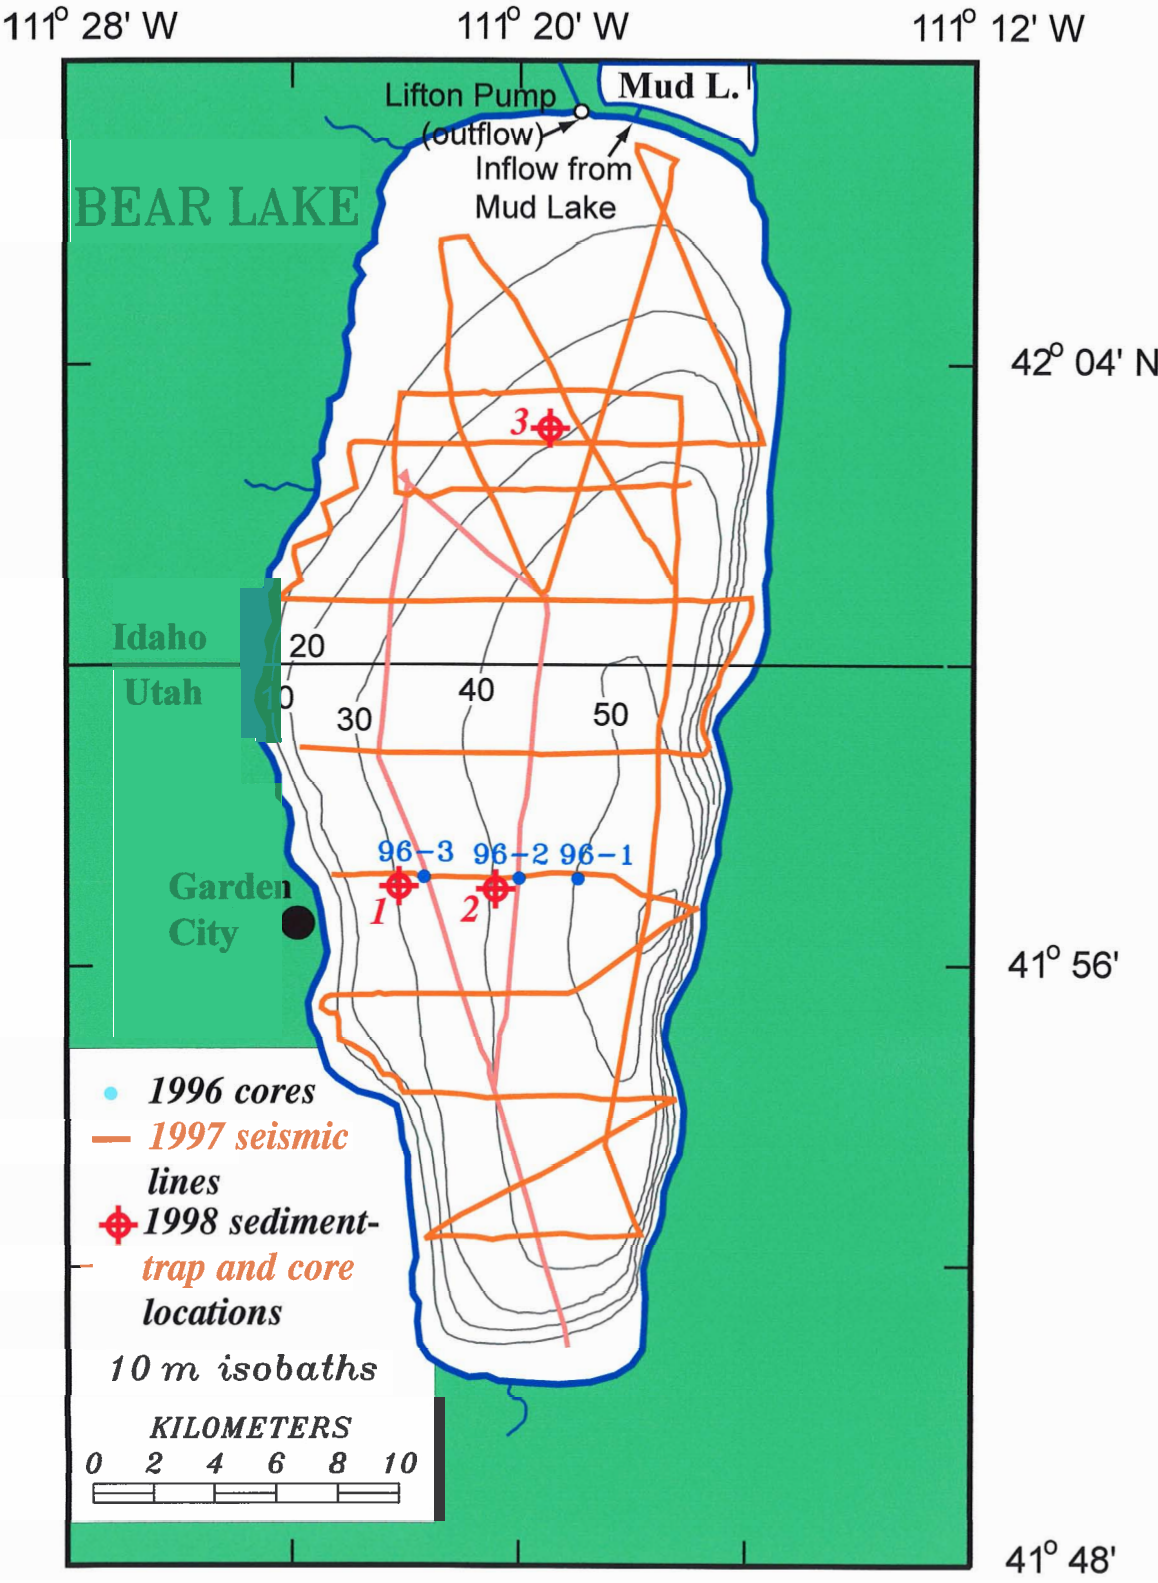 111° 28' W 111° 20' W 111° 12' W
Mud L.
Lifton Pump
(outflow)
Inflow from
Mud Lake
BEAR LAKE
42° 04' N
3
Idaho
20
Utah
10
30
40
50
96-3 96-2 96-1
Garden
City
1
2
41° 56'
1996 cores
1997 seismic
lines
1998 sediment-
trap and core
locations
10 m isobaths
KILOMETERS
0 2 4 6 8 10
41° 48'